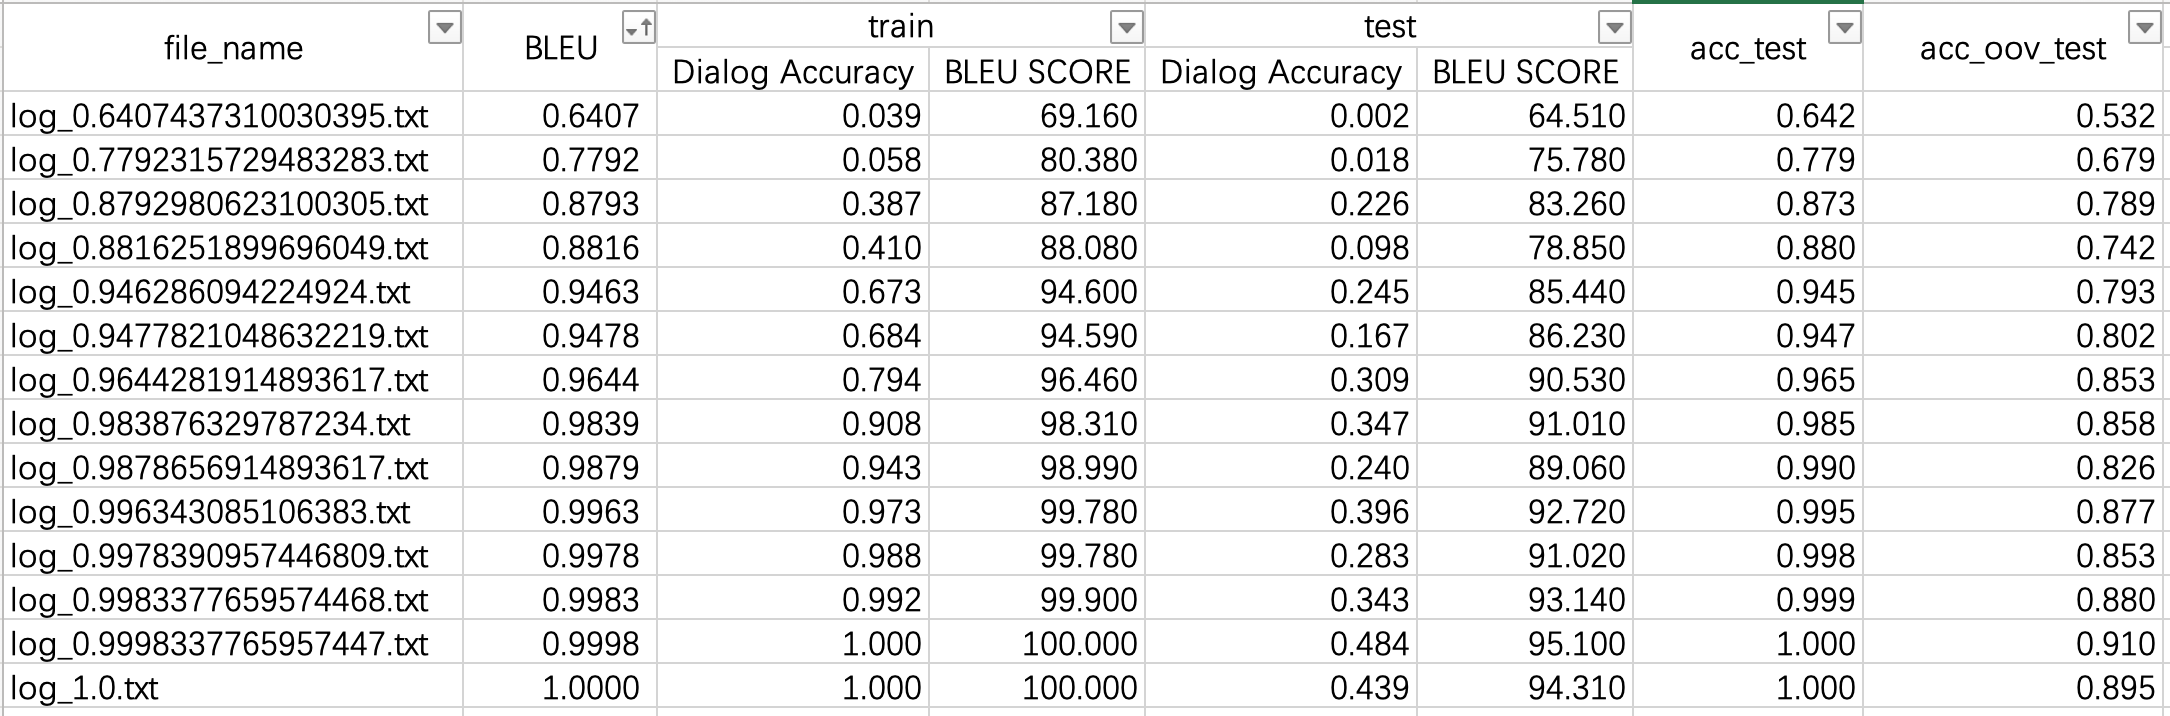 file_name BLEU train test acc_test acc_oov_test
Dialog Accuracy BLEU SCORE Dialog Accuracy BLEU SCORE
log_0.6407437310030395.txt 0.6407 0.039 69.160 0.002 64.510 0.642 0.532
log_0.7792315729483283.txt 0.7792 0.058 80.380 0.018 75.780 0.779 0.679
log_0.8792980623100305.txt 0.8793 0.387 87.180 0.226 83.260 0.873 0.789
log_0.8816251899696049.txt 0.8816 0.410 88.080 0.098 78.850 0.880 0.742
log_0.946286094224924.txt 0.9463 0.673 94.600 0.245 85.440 0.945 0.793
log_0.9477821048632219.txt 0.9478 0.684 94.590 0.167 86.230 0.947 0.802
log_0.9644281914893617.txt 0.9644 0.794 96.460 0.309 90.530 0.965 0.853
log_0.983876329787234.txt 0.9839 0.908 98.310 0.347 91.010 0.985 0.858
log_0.9878656914893617.txt 0.9879 0.943 98.990 0.240 89.060 0.990 0.826
log_0.996343085106383.txt 0.9963 0.973 99.780 0.396 92.720 0.995 0.877
log_0.9978390957446809.txt 0.9978 0.988 99.780 0.283 91.020 0.998 0.853
log_0.9983377659574468.txt 0.9983 0.992 99.900 0.343 93.140 0.999 0.880
log_0.9998337765957447.txt 0.9998 1.000 100.000 0.484 95.100 1.000 0.910
log_1.0.txt 1.0000 1.000 100.000 0.439 94.310 1.000 0.895